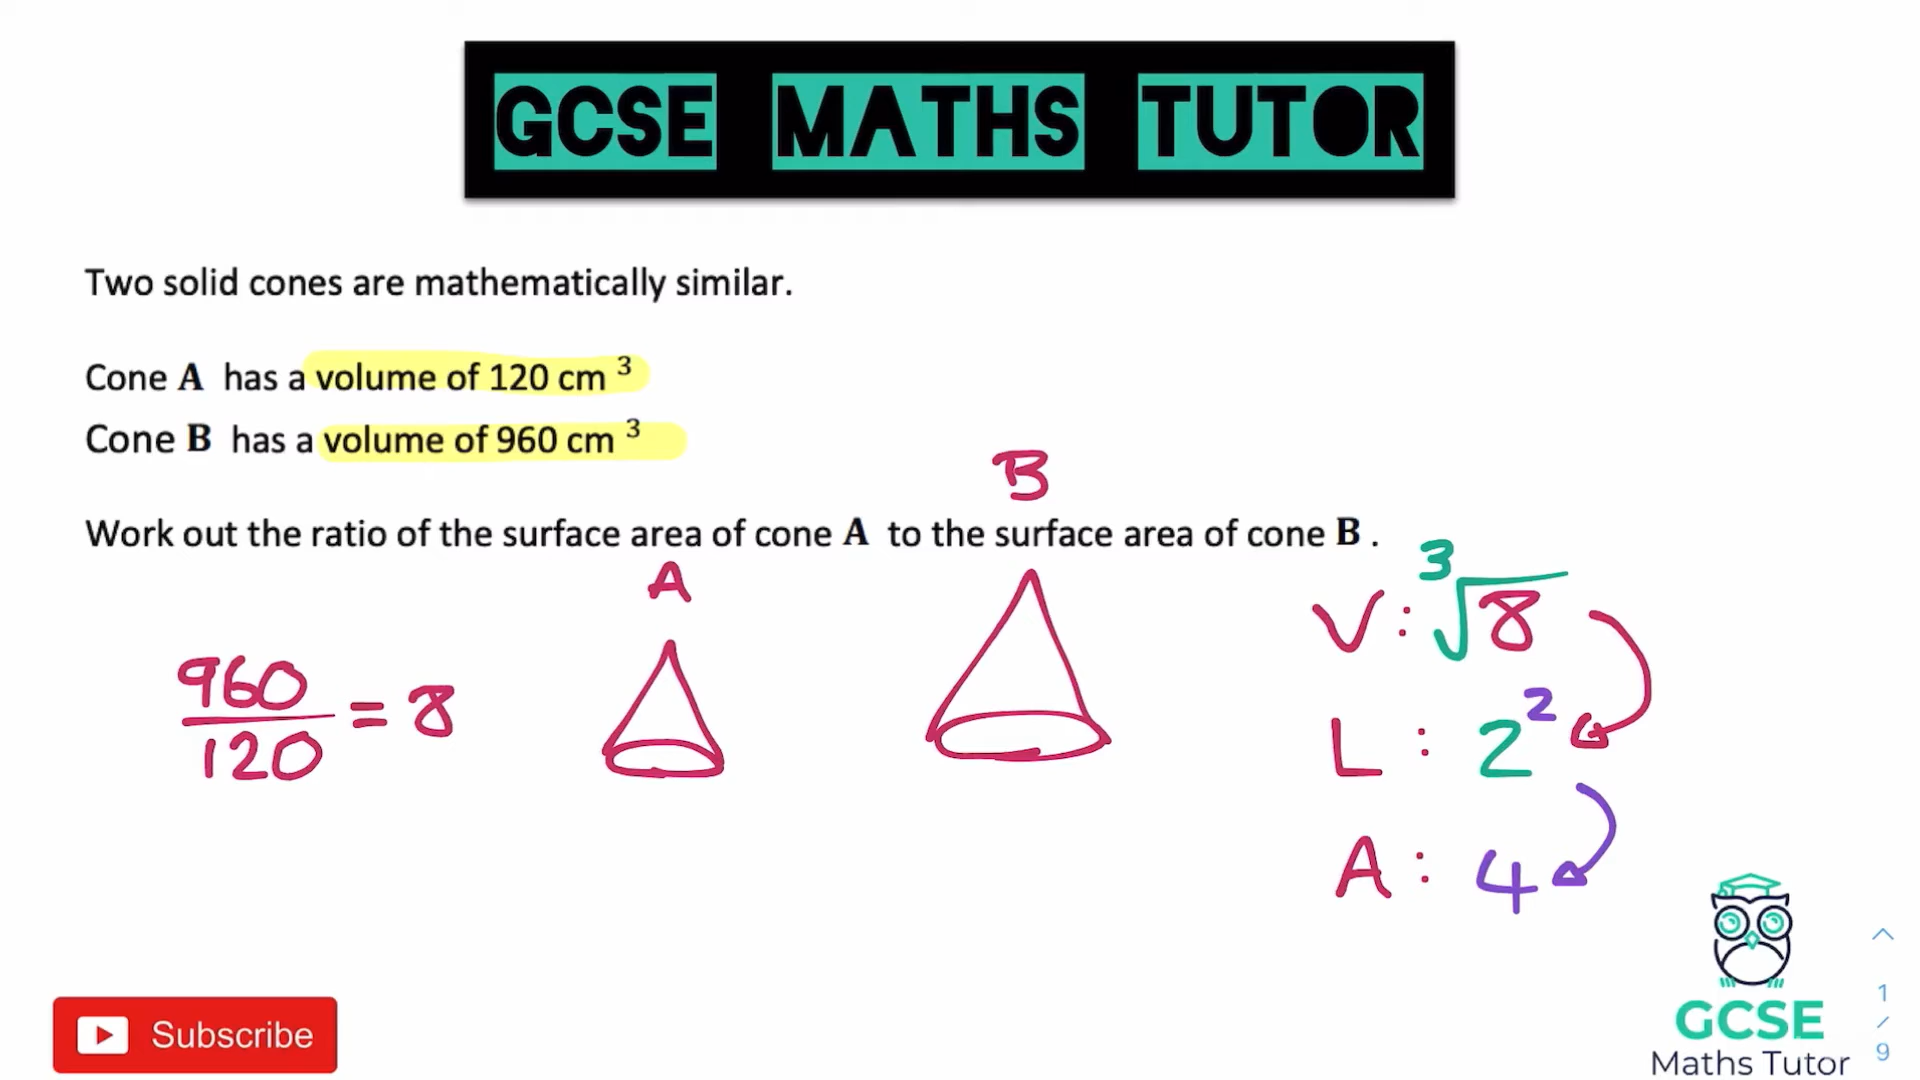 GCSE MATHS TUTOR
Two solid cones are mathematically similar.
Cone A has a volume of 120 cm ³
Cone B has a volume of 960 cm ³
B
Work out the ratio of the surface area of cone A to the surface area of cone B .
A
960/120 = 8
V : ³√8
L : 2²
A : 4
Subscribe
GCSE
Maths Tutor
1
/
9